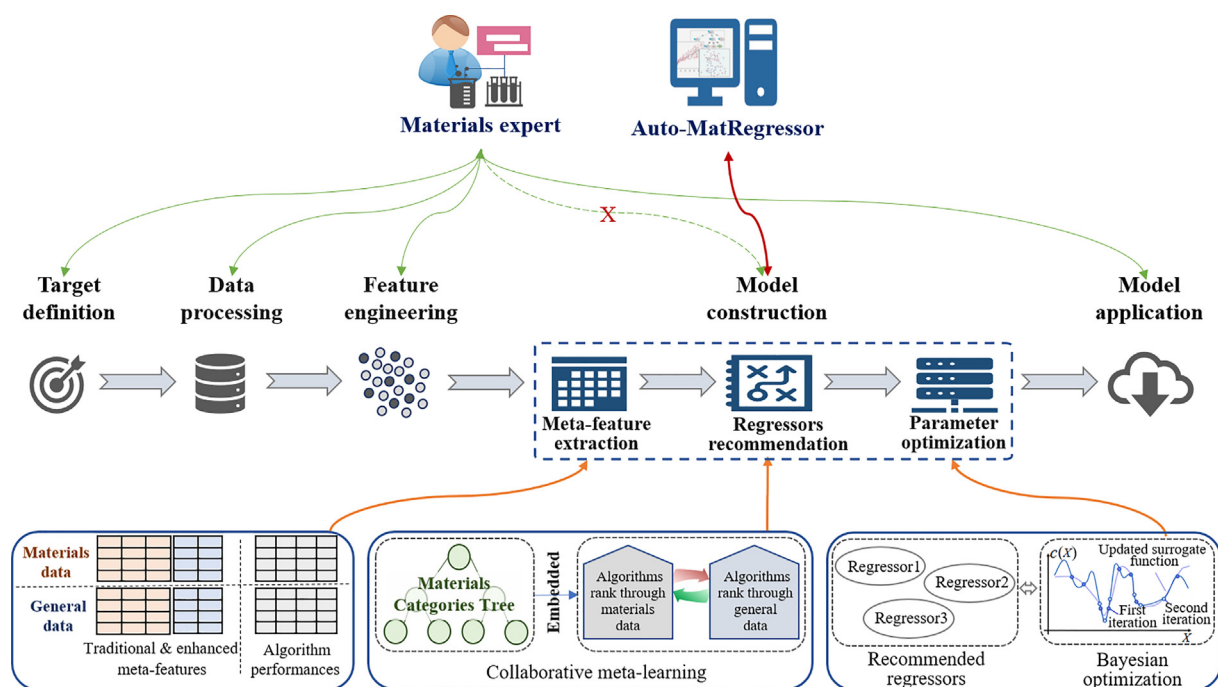 Materials expert
Auto-MatRegressor
X
Target
definition
Data
processing
Feature
engineering
Model
construction
Model
application
Meta-feature
extraction
Regressors
recommendation
Parameter
optimization
Materials
data
General
data
Traditional & enhanced
meta-features
Algorithm
performances
Materials
Categories Tree
Embedded
Algorithms
rank through
materials
data
Algorithms
rank through
general
data
Collaborative meta-learning
Regressor1
Regressor2
Regressor3
Recommended
regressors
c(X)
Updated surrogate
function
First
iteration
Second
iteration
X
Bayesian
optimization